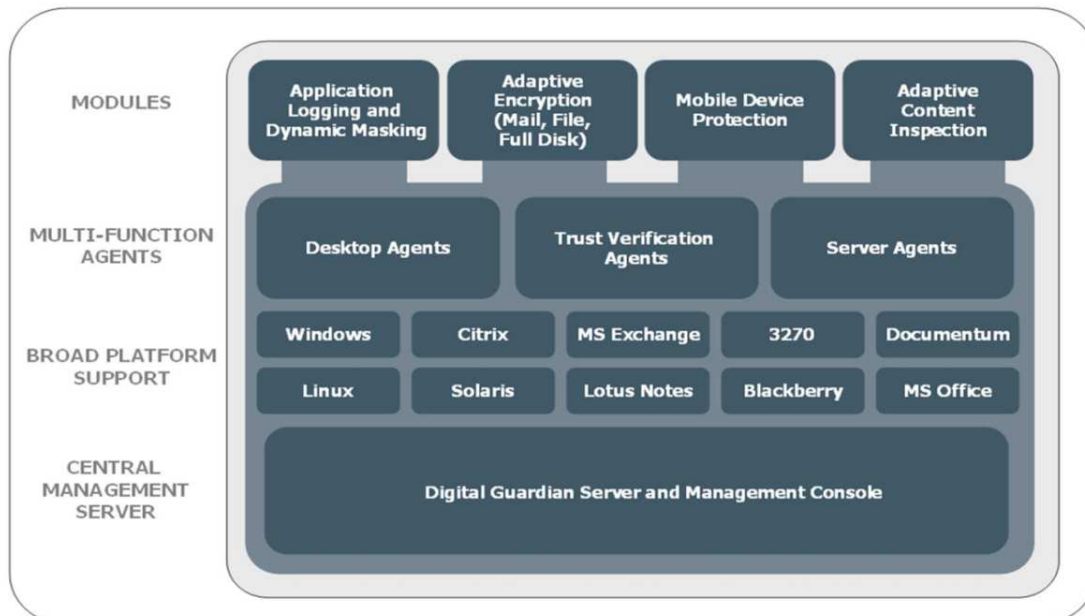 MODULES
Application
Logging and
Dynamic Masking
Adaptive
Encryption
(Mail, File,
Full Disk)
Mobile Device
Protection
Adaptive
Content
Inspection
MULTI-FUNCTION
AGENTS
Desktop Agents
Trust Verification
Agents
Server Agents
BROAD PLATFORM
SUPPORT
Windows
Citrix
MS Exchange
3270
Documentum
Linux
Solaris
Lotus Notes
Blackberry
MS Office
CENTRAL
MANAGEMENT
SERVER
Digital Guardian Server and Management Console